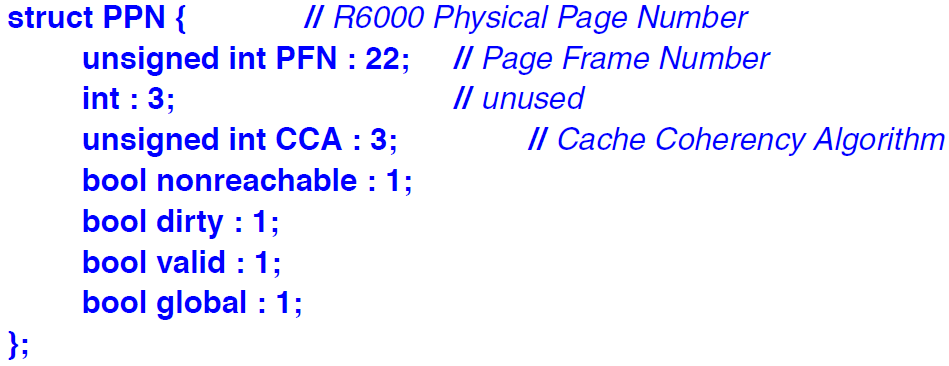 struct PPN { // R6000 Physical Page Number
unsigned int PFN : 22; // Page Frame Number
int : 3; // unused
unsigned int CCA : 3; // Cache Coherency Algorithm
bool nonreachable : 1;
bool dirty : 1;
bool valid : 1;
bool global : 1;
};